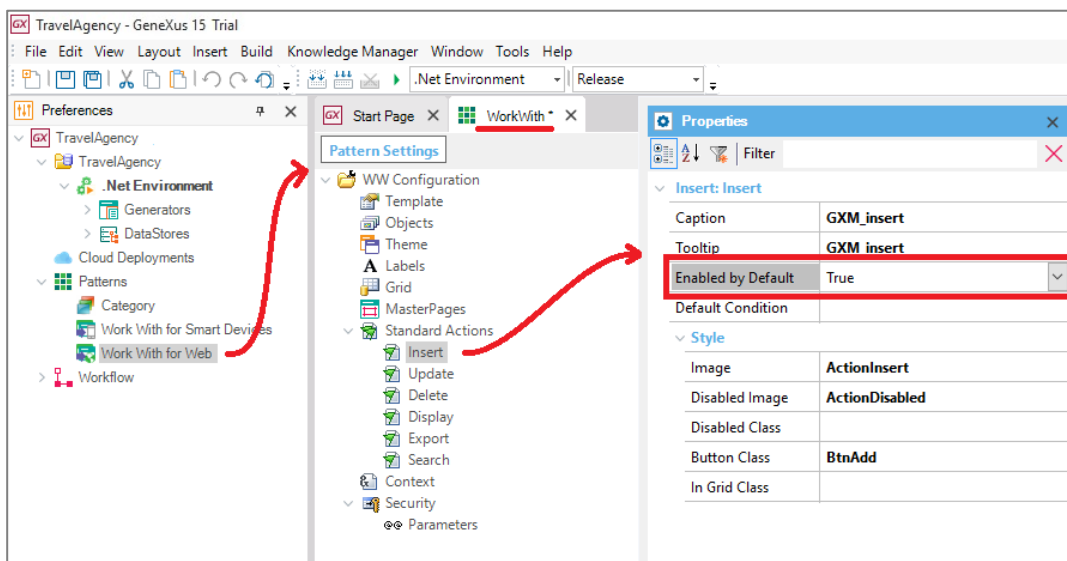 GX TravelAgency - GeneXus 15 Trial
File Edit View Layout Insert Build Knowledge Manager Window Tools Help
.Net Environment Release
Preferences
GX TravelAgency
TravelAgency
.Net Environment
Generators
DataStores
Cloud Deployments
Patterns
Category
Work With for Smart Devices
Work With for Web
Workflow
GX Start Page WorkWith *
Pattern Settings
WW Configuration
Template
Objects
Theme
A Labels
Grid
MasterPages
Standard Actions
Insert
Update
Delete
Display
Export
Search
Context
Security
Parameters
Properties
Filter
Insert: Insert
Caption GXM_insert
Tooltip GXM_insert
Enabled by Default True
Default Condition
Style
Image ActionInsert
Disabled Image ActionDisabled
Disabled Class
Button Class BtnAdd
In Grid Class